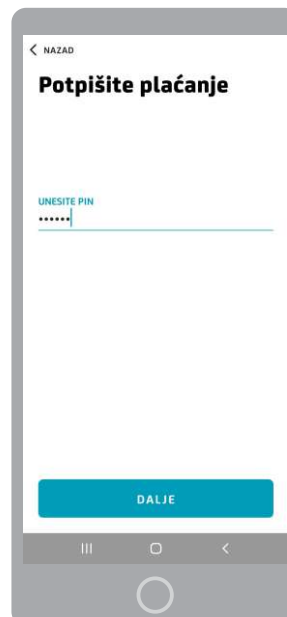 NAZAD
Potpišite plaćanje
UNESITE PIN
••••••
DALJE